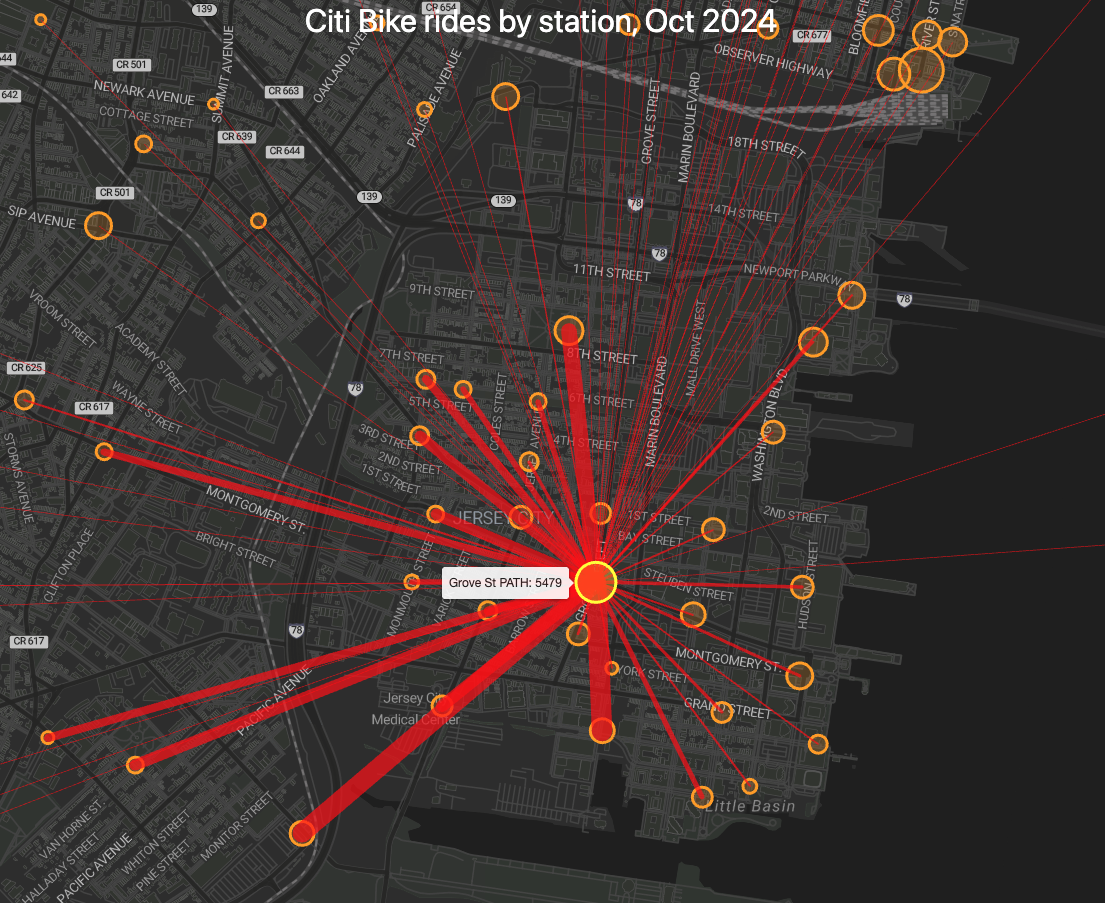 Citi Bike rides by station, Oct 2024
139
CR 654
CR 677
OBSERVER HIGHWAY
RIVER ST
SINATR
BLOOMFI
COU
644
CR 501
642
NEWARK AVENUE
COTTAGE STREET
SUMMIT AVENUE
CR 663
OAKLAND AVE
PALISADE AVENUE
CR 639
CR 644
GROVE STREET
MARIN BOULEVARD
18TH STREET
CR 501
139
139
78
14TH STREET
SIP AVENUE
78
11TH STREET
NEWPORT PARKWAY
78
9TH STREET
VROOM STREET
ACADEMY STREET
7TH STREET
8TH STREET
MALL DRIVE WEST
CR 625
78
WAYNE STREET
5TH STREET
COLES STREET
6TH STREET
MARIN BOULEVARD
WASHINGTON BLVD
CR 617
3RD STREET
2ND STREET
1ST STREET
4TH STREET
STORMS AVENUE
MONTGOMERY ST.
JERSEY CITY
1ST STREET
2ND STREET
BAY STREET
BRIGHT STREET
CLIFTON PLACE
Grove St PATH: 5479
STEUBEN STREET
HUDSON STREET
CR 617
78
YORK STREET
MONTGOMERY ST.
PACIFIC AVENUE
Jersey City
Medical Center
GRAND STREET
VAN HORNE ST.
HALLADAY STREET
PACIFIC AVENUE
WHITON STREET
PINE STREET
MONITOR STREET
Little Basin